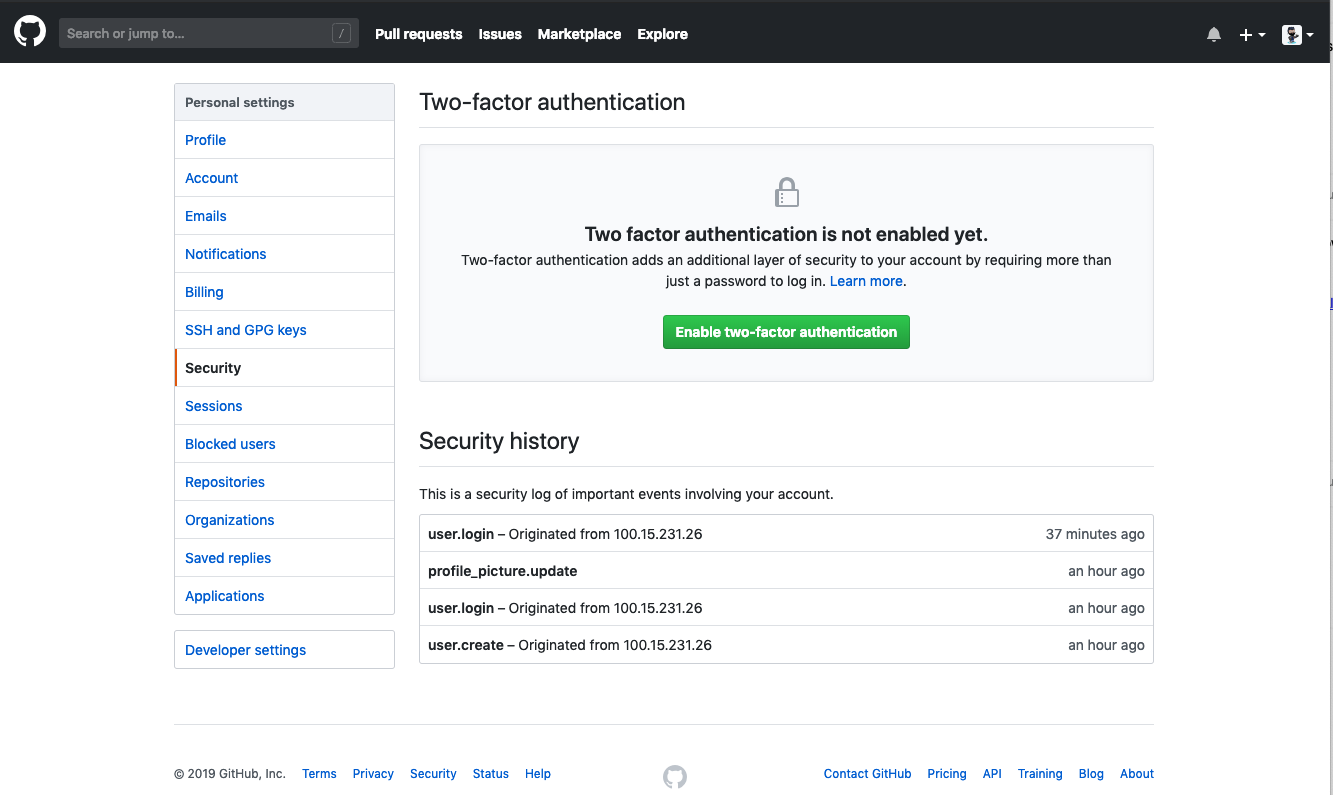 Search or jump to...
/
Pull requests
Issues
Marketplace
Explore
Personal settings
Profile
Account
Emails
Notifications
Billing
SSH and GPG keys
Security
Sessions
Blocked users
Repositories
Organizations
Saved replies
Applications
Developer settings
Two-factor authentication
Two factor authentication is not enabled yet.
Two-factor authentication adds an additional layer of security to your account by requiring more than
just a password to log in. Learn more.
Enable two-factor authentication
Security history
This is a security log of important events involving your account.
user.login – Originated from 100.15.231.26 37 minutes ago
profile_picture.update an hour ago
user.login – Originated from 100.15.231.26 an hour ago
user.create – Originated from 100.15.231.26 an hour ago
© 2019 GitHub, Inc. Terms Privacy Security Status Help Contact GitHub Pricing API Training Blog About